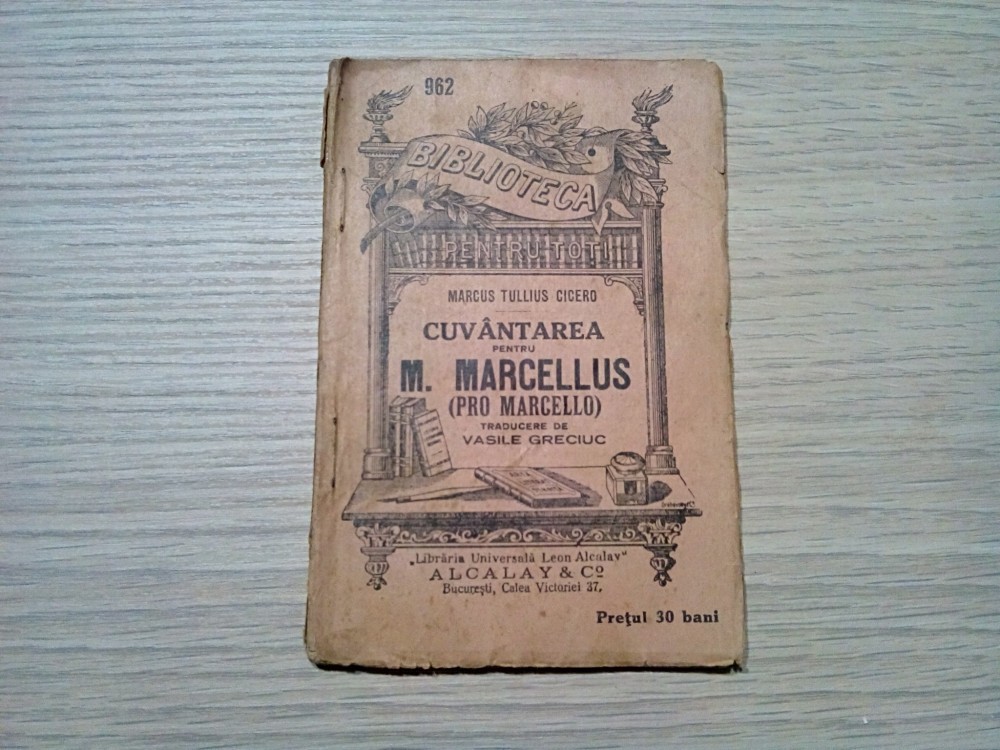 962
BIBLIOTECA
PENTRU TOȚI
MARCUS TULLIUS CICERO
CUVÂNTAREA
PENTRU
M. MARCELLUS
(PRO MARCELLO)
TRADUCERE DE
VASILE GRECIUC
„Librăria Universală Leon Alcalay"
ALCALAY & Co
București, Calea Victoriei 37.
Prețul 30 bani